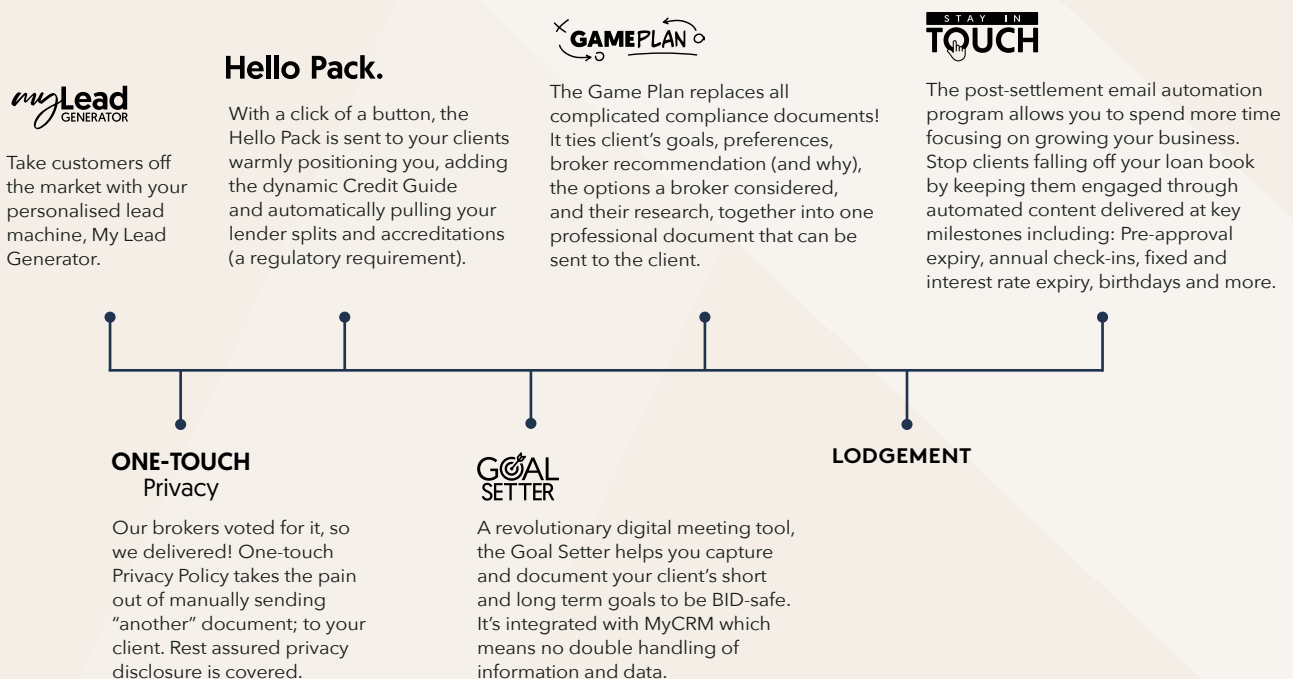 my Lead
GENERATOR
Take customers off
the market with your
personalised lead
machine, My Lead
Generator.
Hello Pack.
With a click of a button, the
Hello Pack is sent to your clients
warmly positioning you, adding
the dynamic Credit Guide
and automatically pulling your
lender splits and accreditations
(a regulatory requirement).
GAMEPLAN
The Game Plan replaces all
complicated compliance documents!
It ties client’s goals, preferences,
broker recommendation (and why),
the options a broker considered,
and their research, together into one
professional document that can be
sent to the client.
STAY IN
TOUCH
The post-settlement email automation
program allows you to spend more time
focusing on growing your business.
Stop clients falling off your loan book
by keeping them engaged through
automated content delivered at key
milestones including: Pre-approval
expiry, annual check-ins, fixed and
interest rate expiry, birthdays and more.
ONE-TOUCH
Privacy
Our brokers voted for it, so
we delivered! One-touch
Privacy Policy takes the pain
out of manually sending
“another” document; to your
client. Rest assured privacy
disclosure is covered.
GOAL
SETTER
A revolutionary digital meeting tool,
the Goal Setter helps you capture
and document your client’s short
and long term goals to be BID-safe.
It’s integrated with MyCRM which
means no double handling of
information and data.
LODGEMENT